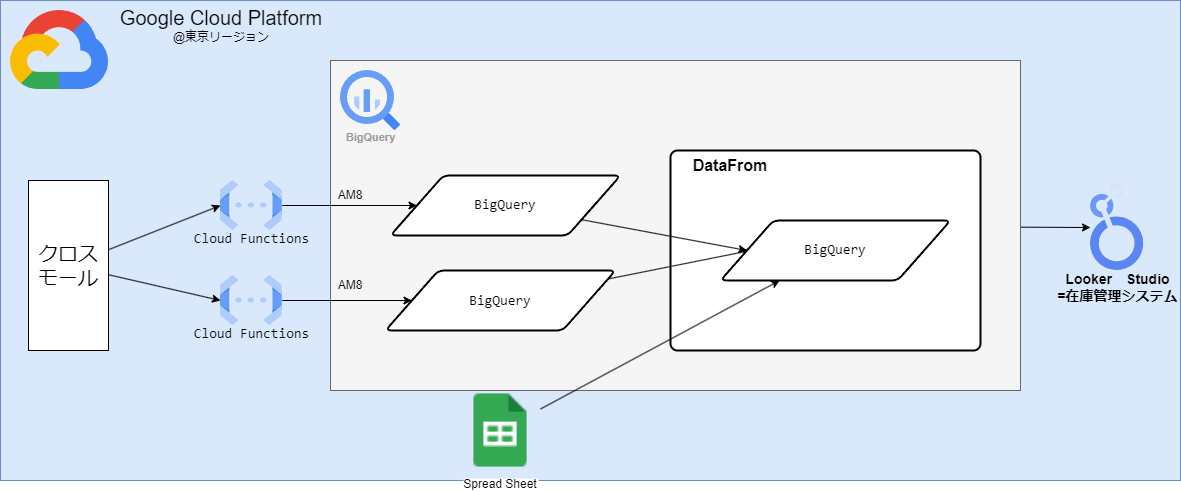 Google Cloud Platform
@東京リージョン
BigQuery
DataFrom
AM8
BigQuery
Cloud Functions
BigQuery
クロス
モール
AM8
BigQuery
Cloud Functions
Looker Studio
=在庫管理システム
Spread Sheet